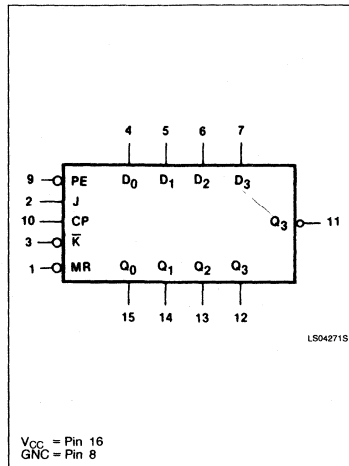 4 5 6 7
9 PE D0 D1 D2 D3
2 J
10 CP Q3 11
3 K̅
1 MR Q0 Q1 Q2 Q3
15 14 13 12
LS04271S
VCC = Pin 16
GNC = Pin 8